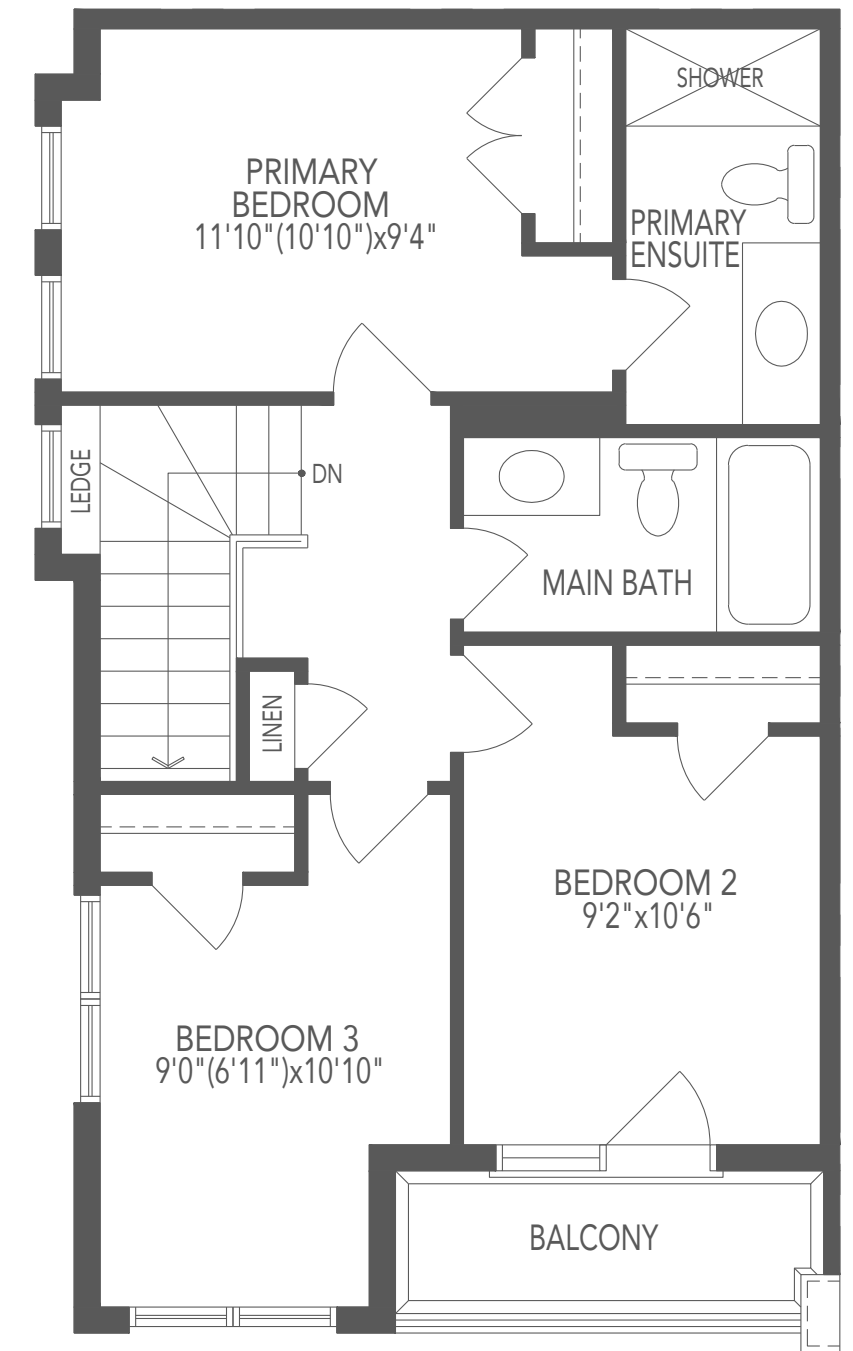 SHOWER
PRIMARY
BEDROOM
11'10"(10'10")x9'4"
PRIMARY
ENSUITE
LEDGE
DN
MAIN BATH
LINEN
BEDROOM 2
9'2"x10'6"
BEDROOM 3
9'0"(6'11")x10'10"
BALCONY